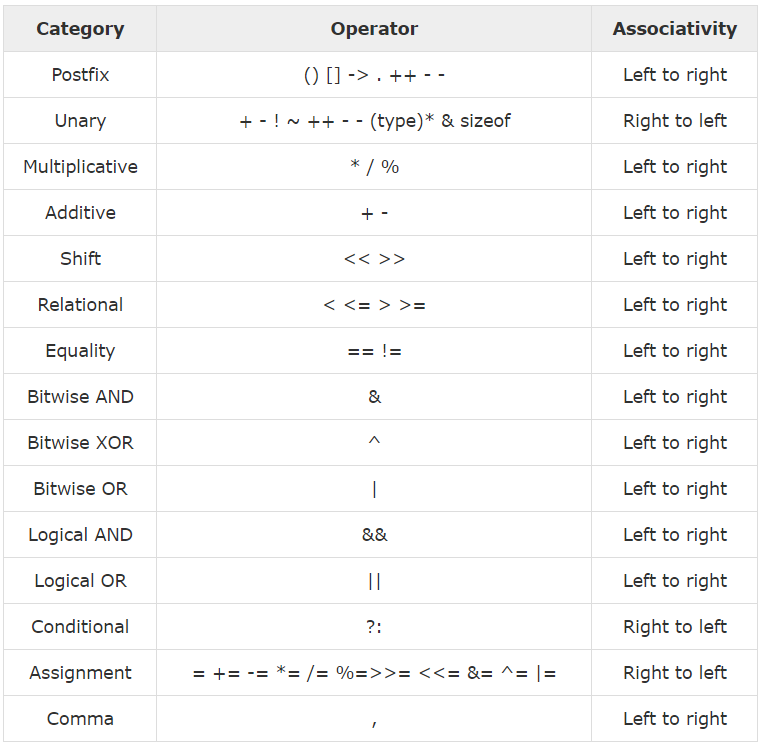 Category Operator Associativity
Postfix () [] -> . ++ - - Left to right
Unary + - ! ~ ++ - - (type)* & sizeof Right to left
Multiplicative * / % Left to right
Additive + - Left to right
Shift << >> Left to right
Relational < <= > >= Left to right
Equality == != Left to right
Bitwise AND & Left to right
Bitwise XOR ^ Left to right
Bitwise OR | Left to right
Logical AND && Left to right
Logical OR || Left to right
Conditional ?: Right to left
Assignment = += -= *= /= %=>>= <<= &= ^= |= Right to left
Comma , Left to right